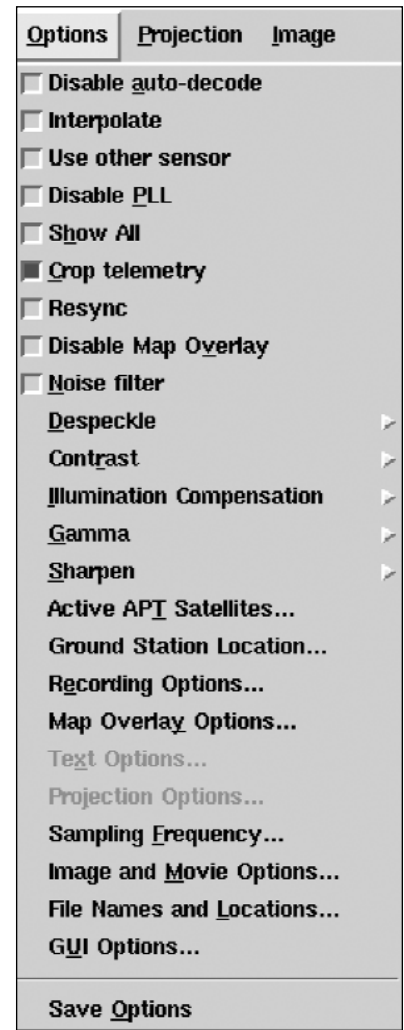 Options Projection Image
Disable auto-decode
Interpolate
Use other sensor
Disable PLL
Show All
Crop telemetry
Resync
Disable Map Overlay
Noise filter
Despeckle
Contrast
Illumination Compensation
Gamma
Sharpen
Active APT Satellites...
Ground Station Location...
Recording Options...
Map Overlay Options...
Text Options...
Projection Options...
Sampling Frequency...
Image and Movie Options...
File Names and Locations...
GUI Options...
Save Options